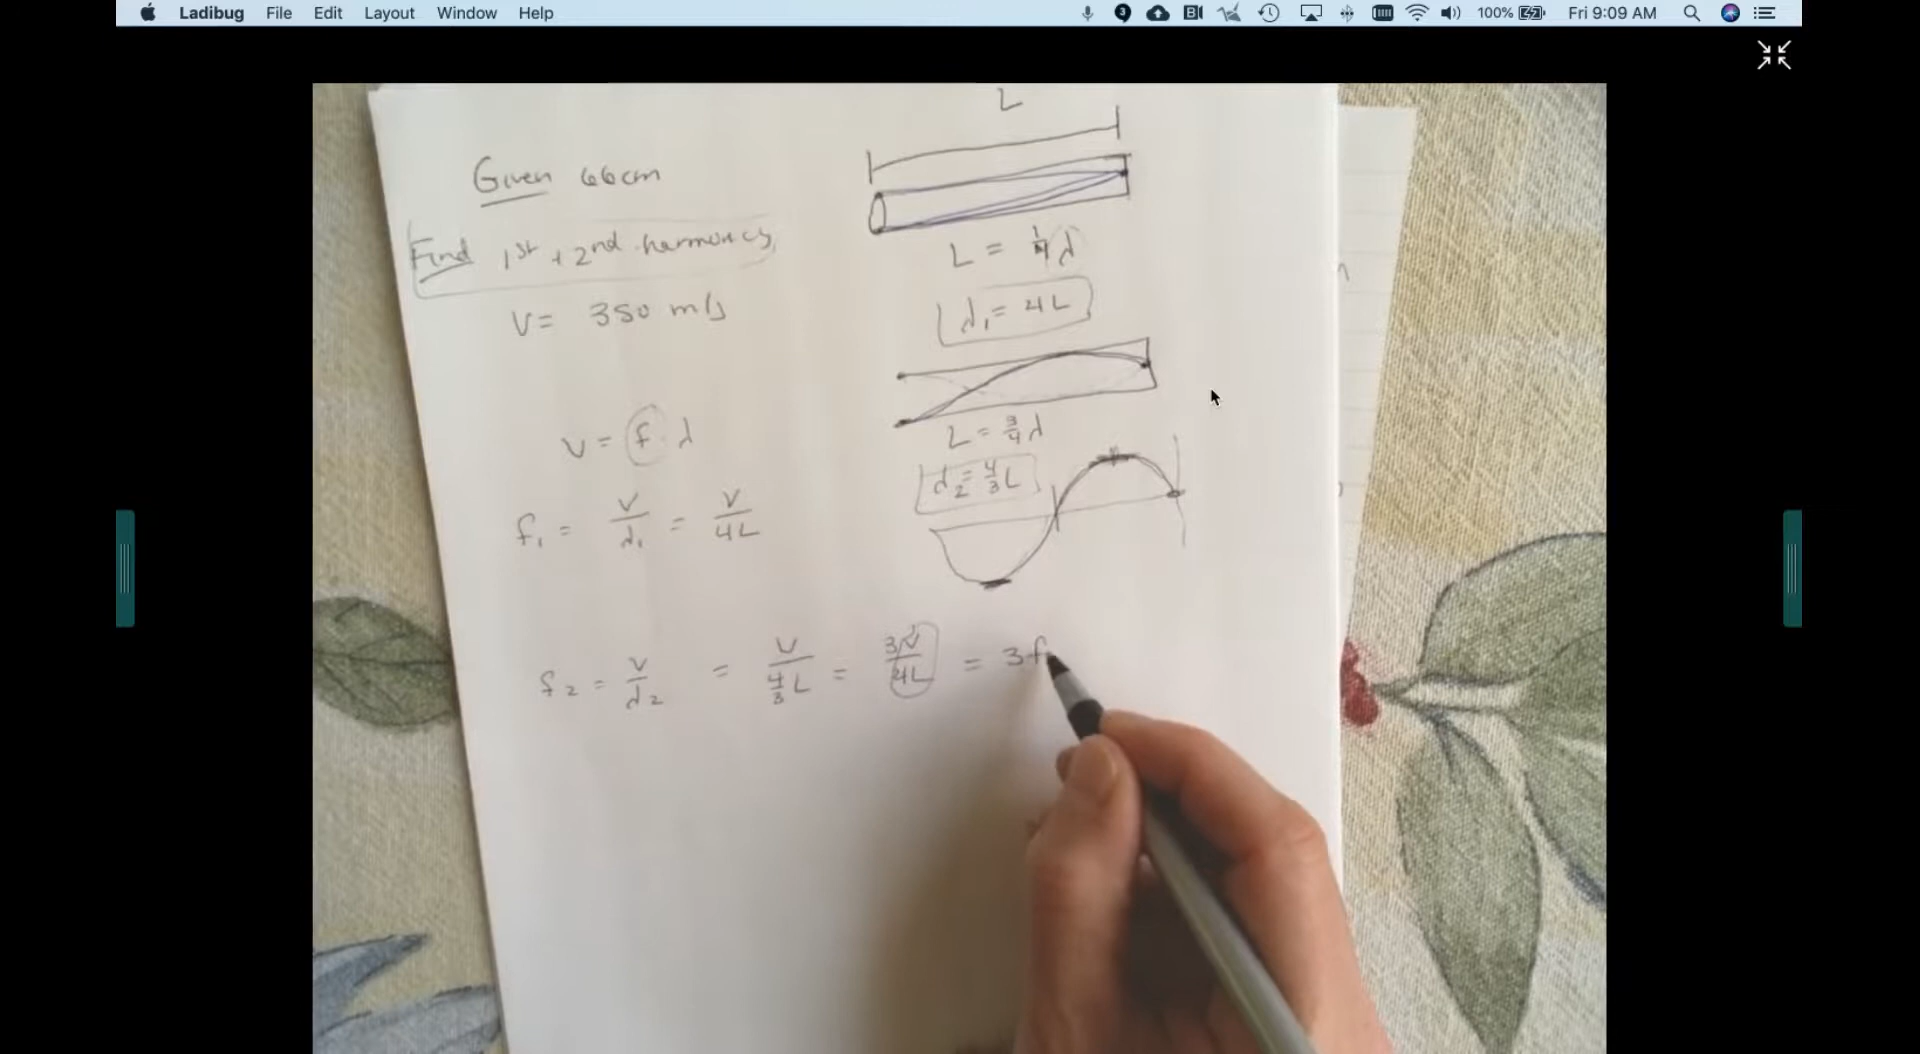 Ladibug File Edit Layout Window Help 3 100% Fri 9:09 AM
L
Given 66cm
Find 1st + 2nd harmonics
V = 350 m/s
L = 1/4 λ
λ₁ = 4L
L = 3/4 λ
λ₂ = 4/3 L
v = f · λ
f₁ = V/λ₁ = V/4L
f₂ = V/λ₂ = V/(4/3 L) = 3V/4L = 3f